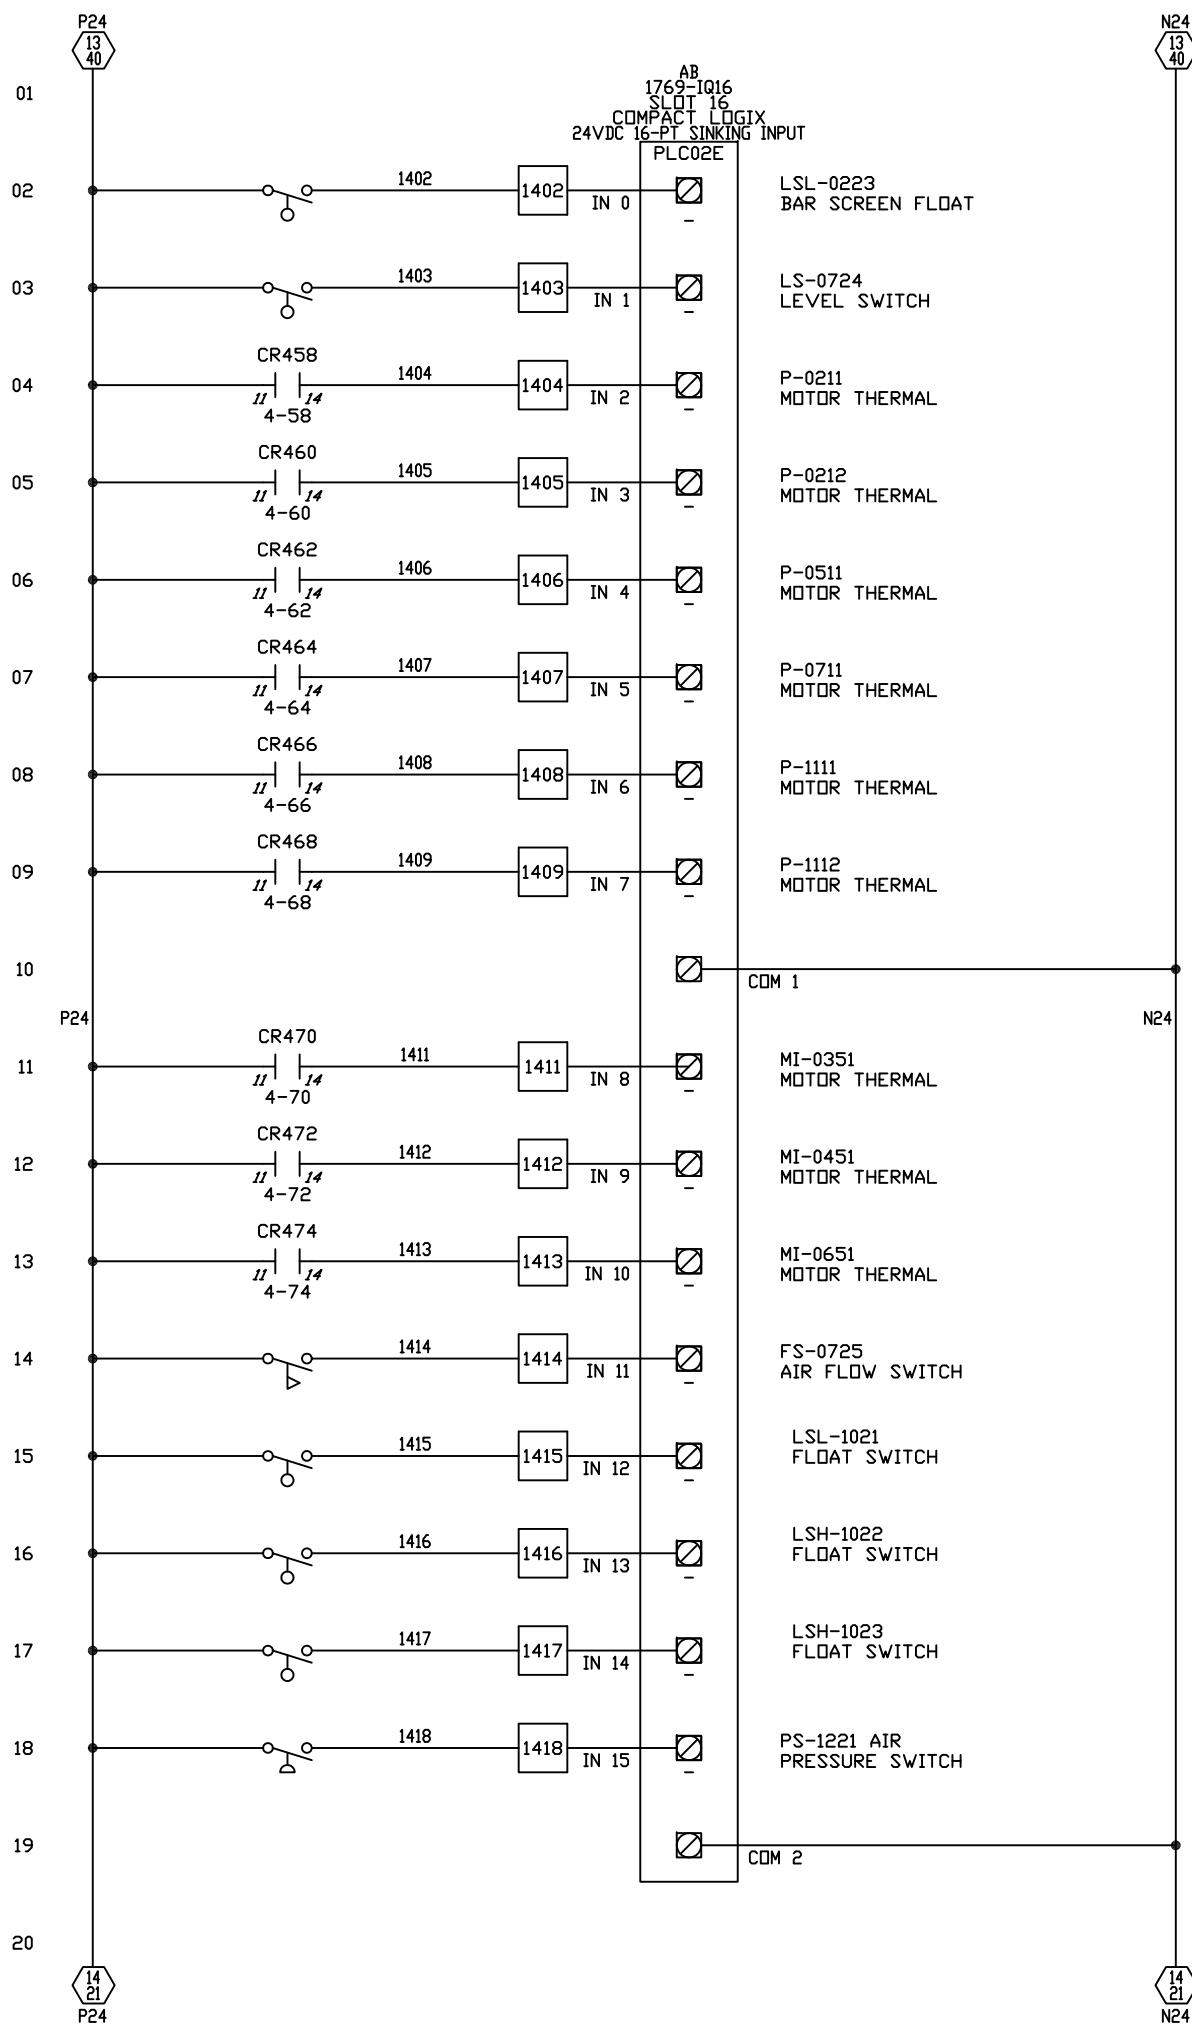 P24
N24
13
40
13
40
AB
1769-IQ16
SLOT 16
COMPACT LOGIX
24VDC 16-PT SINKING INPUT
PLC02E
01
02
1402
1402
IN 0
LSL-0223
BAR SCREEN FLOAT
03
1403
1403
IN 1
LS-0724
LEVEL SWITCH
04
CR458
11
14
4-58
1404
1404
IN 2
P-0211
MOTOR THERMAL
05
CR460
11
14
4-60
1405
1405
IN 3
P-0212
MOTOR THERMAL
06
CR462
11
14
4-62
1406
1406
IN 4
P-0511
MOTOR THERMAL
07
CR464
11
14
4-64
1407
1407
IN 5
P-0711
MOTOR THERMAL
08
CR466
11
14
4-66
1408
1408
IN 6
P-1111
MOTOR THERMAL
09
CR468
11
14
4-68
1409
1409
IN 7
P-1112
MOTOR THERMAL
10
COM 1
P24
N24
11
CR470
11
14
4-70
1411
1411
IN 8
MI-0351
MOTOR THERMAL
12
CR472
11
14
4-72
1412
1412
IN 9
MI-0451
MOTOR THERMAL
13
CR474
11
14
4-74
1413
1413
IN 10
MI-0651
MOTOR THERMAL
14
1414
1414
IN 11
FS-0725
AIR FLOW SWITCH
15
1415
1415
IN 12
LSL-1021
FLOAT SWITCH
16
1416
1416
IN 13
LSH-1022
FLOAT SWITCH
17
1417
1417
IN 14
LSH-1023
FLOAT SWITCH
18
1418
1418
IN 15
PS-1221 AIR
PRESSURE SWITCH
19
COM 2
20
14
21
14
21
P24
N24